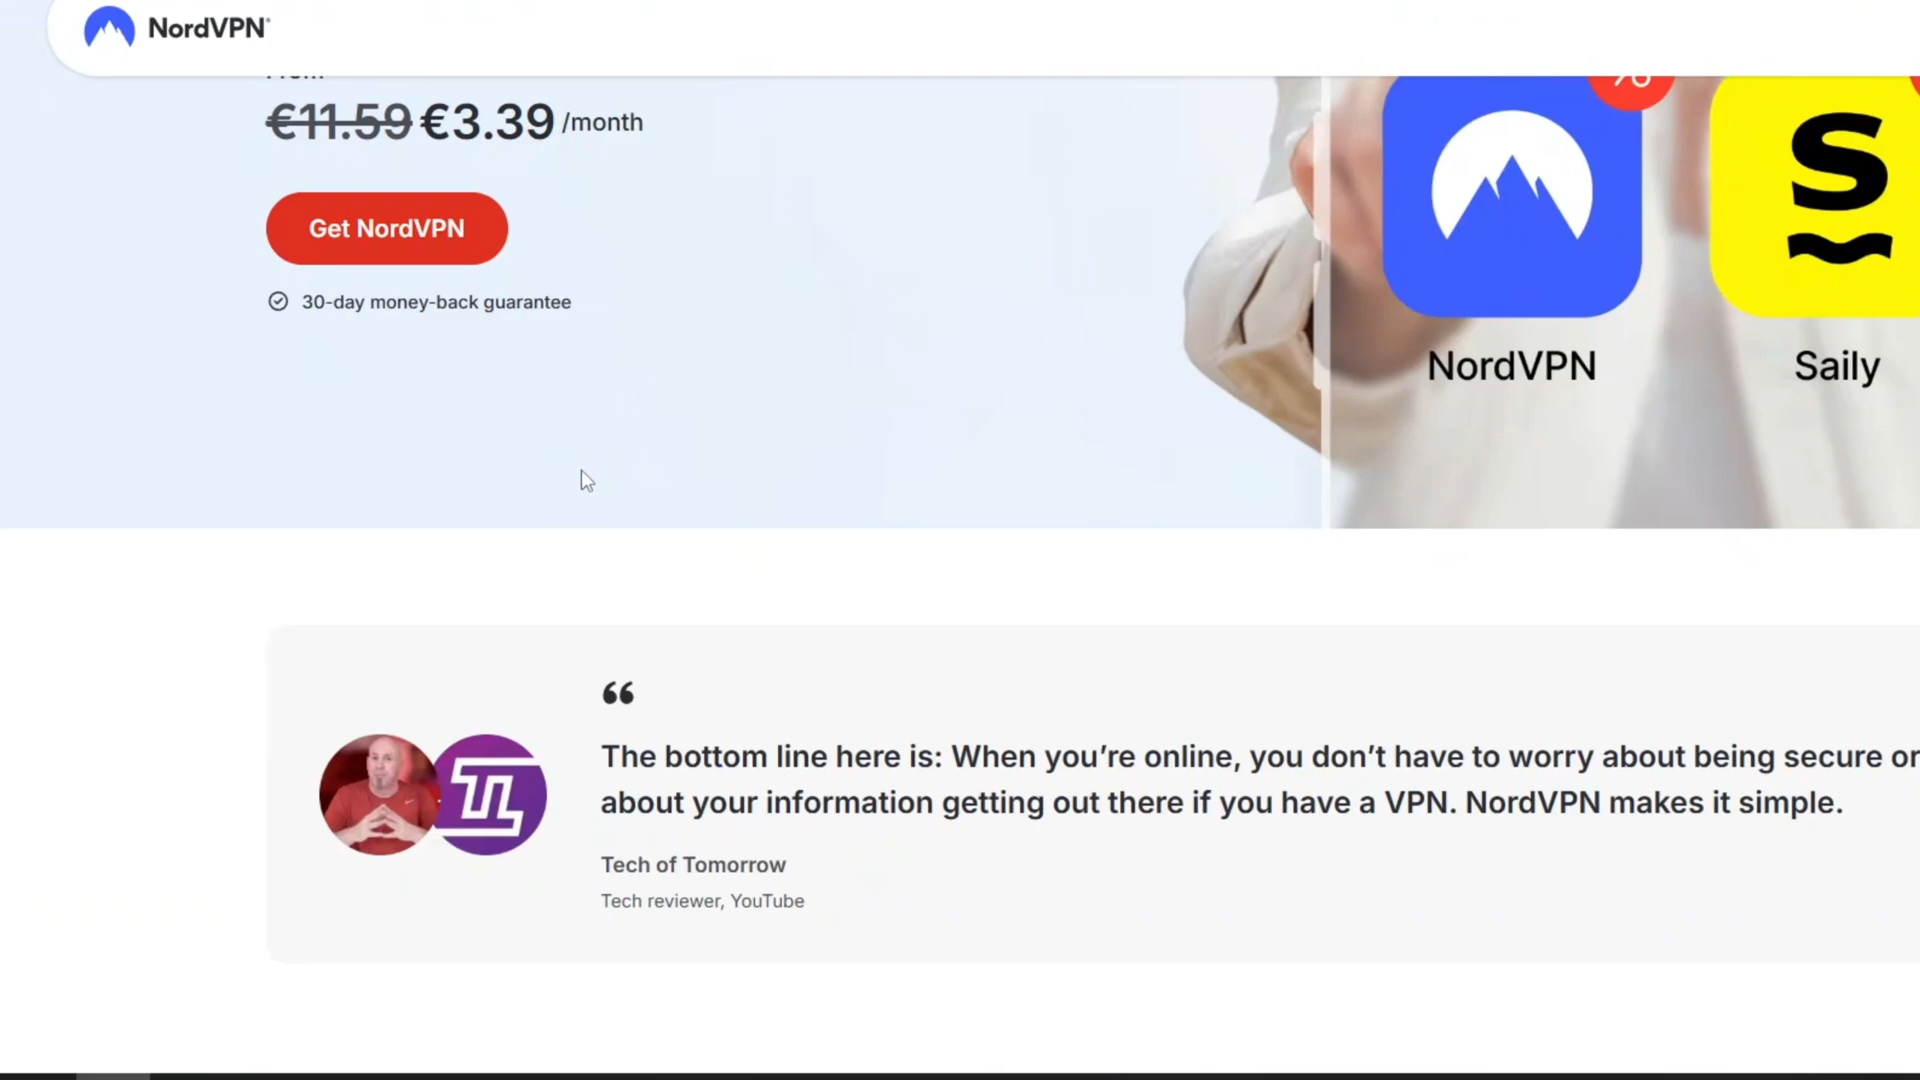 NordVPN®
€11.59 €3.39 /month
Get NordVPN
30-day money-back guarantee
%
S
NordVPN
Saily
“
The bottom line here is: When you’re online, you don’t have to worry about being secure or
about your information getting out there if you have a VPN. NordVPN makes it simple.
Tech of Tomorrow
Tech reviewer, YouTube